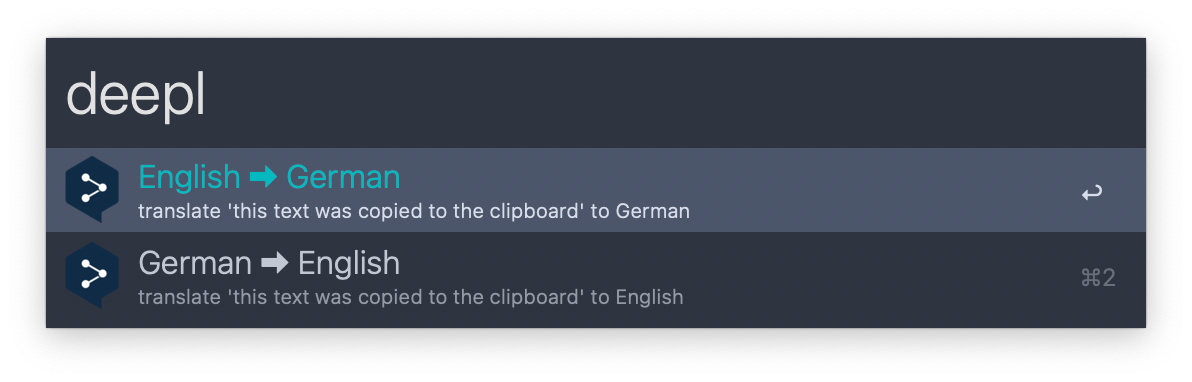 deepl
English ➡ German
translate 'this text was copied to the clipboard' to German
↩
German ➡ English
translate 'this text was copied to the clipboard' to English
⌘2